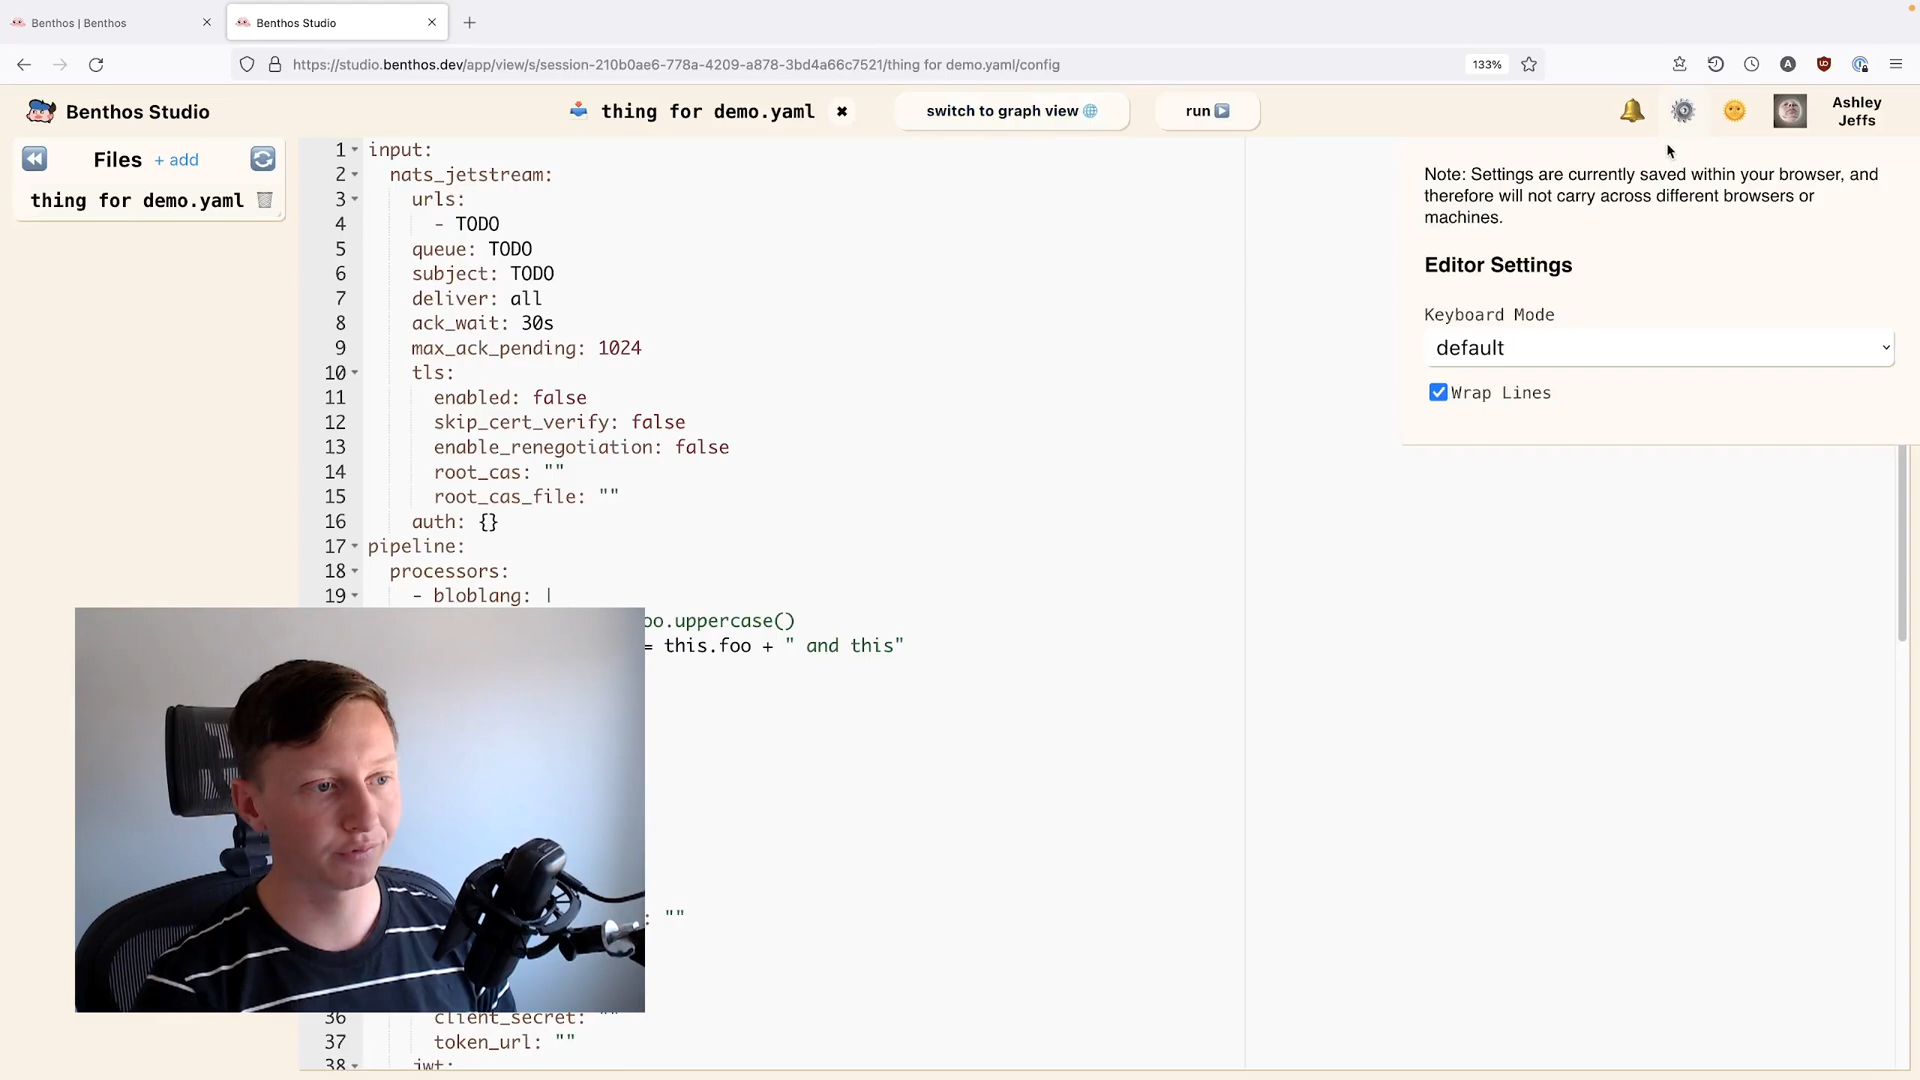 Benthos | Benthos
Benthos Studio
https://studio.benthos.dev/app/view/s/session-210b0ae6-778a-4209-a878-3bd4a66c7521/thing for demo.yaml/config
133%
Benthos Studio
thing for demo.yaml
switch to graph view
run
Ashley
Jeffs
Files + add
thing for demo.yaml
1 input:
2 nats_jetstream:
3 urls:
4 - TODO
5 queue: TODO
6 subject: TODO
7 deliver: all
8 ack_wait: 30s
9 max_ack_pending: 1024
10 tls:
11 enabled: false
12 skip_cert_verify: false
13 enable_renegotiation: false
14 root_cas: ""
15 root_cas_file: ""
16 auth: {}
17 pipeline:
18 processors:
19 - bloblang: |
oo.uppercase()
= this.foo + " and this"
: ""
36 client_secret: ""
37 token_url: ""
38 jwt:
Note: Settings are currently saved within your browser, and
therefore will not carry across different browsers or
machines.
Editor Settings
Keyboard Mode
default
Wrap Lines